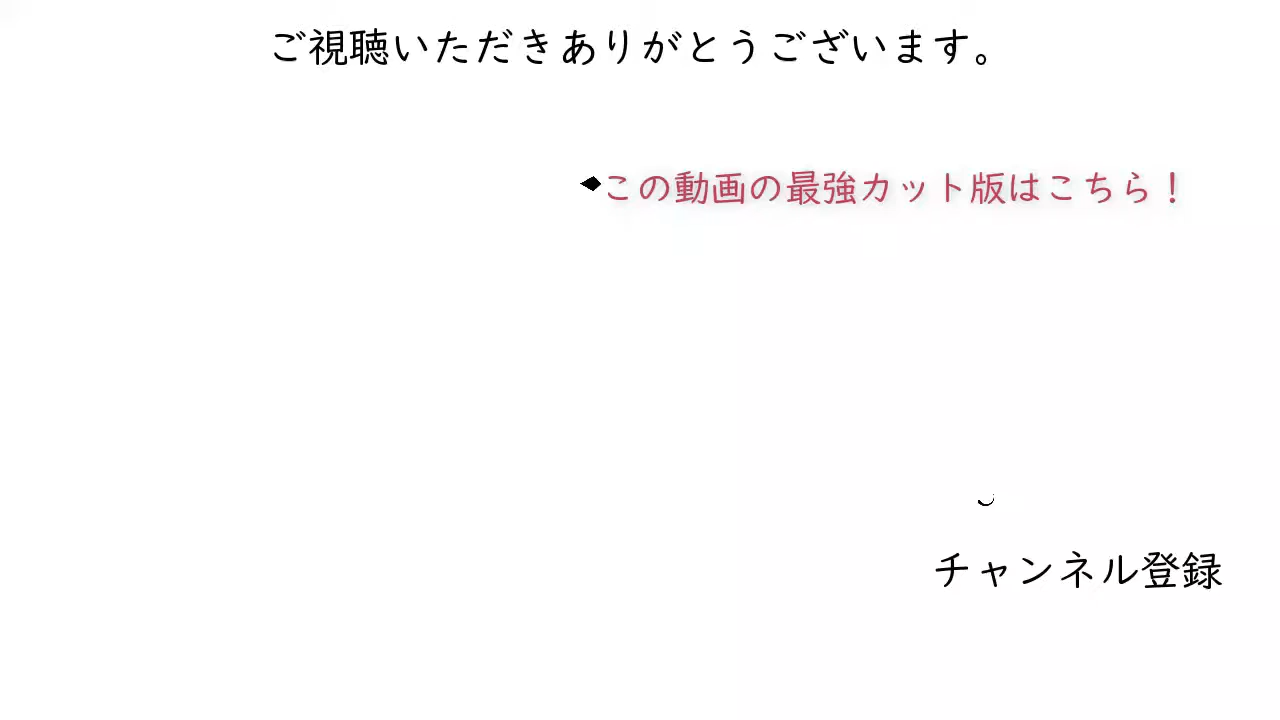 ご視聴いただきありがとうございます。
この動画の最強カット版はこちら！
チャンネル登録